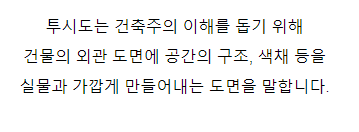 투시도는 건축주의 이해를 돕기 위해
건물의 외관 도면에 공간의 구조, 색채 등을
실물과 가깝게 만들어내는 도면을 말합니다.